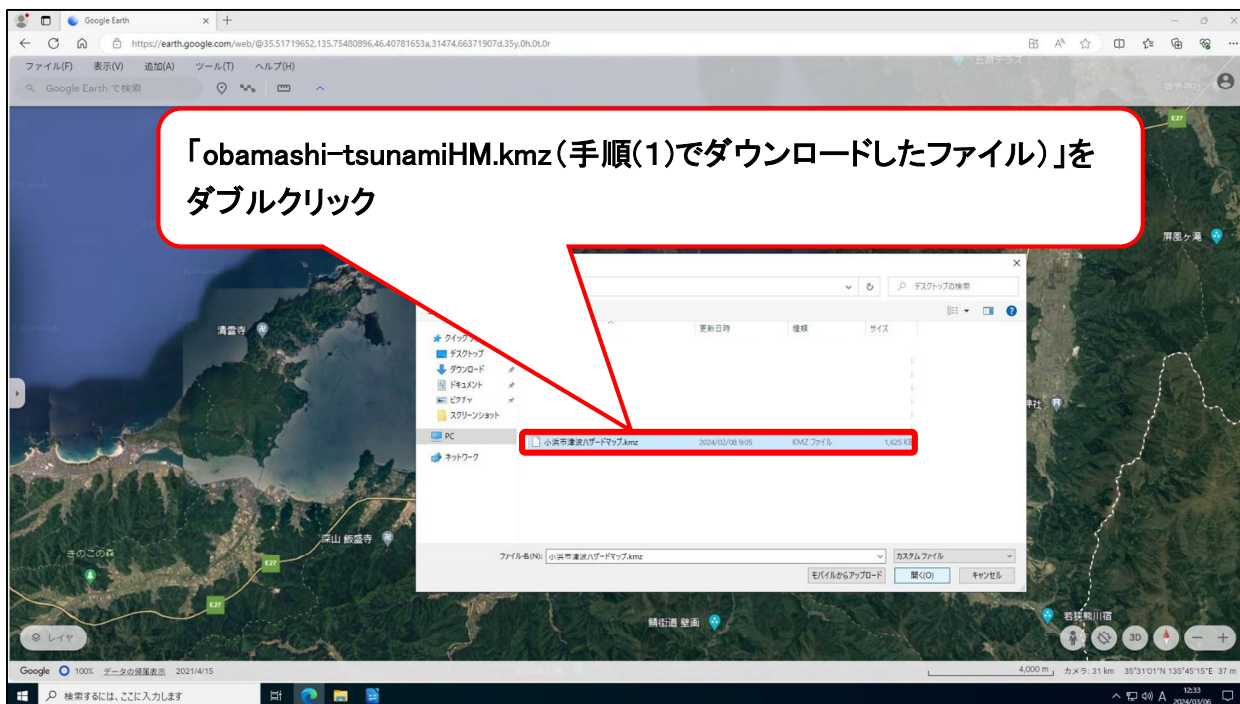 Google Earth
https://earth.google.com/web/@35.51719652,135.75480896,46.40781653a,31474.66371907d,35y,0h,0t,0r
ファイル(F) 表示(V) 追加(A) ツール(T) ヘルプ(H)
Google Earth で検索
五湖テラス
E27
「obamashi-tsunamiHM.kmz(手順(1)でダウンロードしたファイル)」を
ダブルクリック
屏風ヶ滝
デスクトップの検索
更新日時 種類 サイズ
清雲寺
デスクトップ
ダウンロード
ドキュメント
ピクチャ
スクリーンショット
PC
小浜市津波ハザードマップ.kmz 2024/02/08 9:05 KMZ ファイル 1,625 KB
ネットワーク
深山 飯盛寺
ファイル名(N): 小浜市津波ハザードマップ.kmz カスタム ファイル
モバイルからアップロード 開く(O) キャンセル
きのこの森
E27
E27
鯖街道 壁画
若狭熊川宿
レイヤ
3D
Google 100% データの帰属表示 2021/4/15
4,000 m カメラ: 31 km 35°31'01"N 135°45'15"E 37 m
検索するには、ここに入力します
A 12:33
2024/03/06